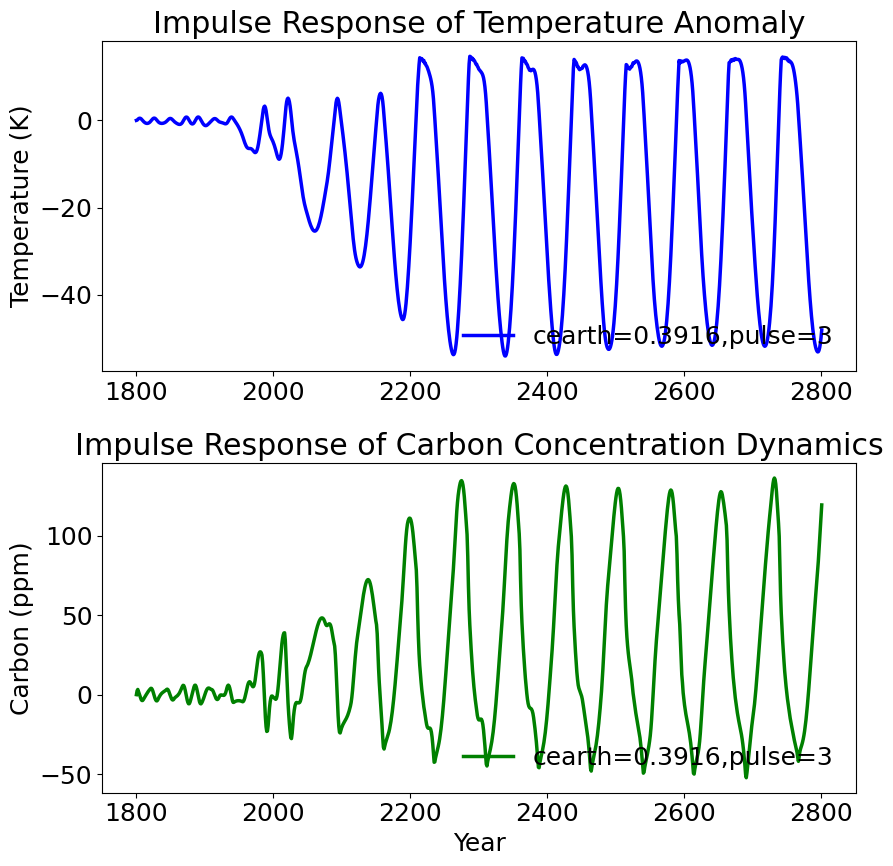 Impulse Response of Temperature Anomaly
Temperature (K)
0
−20
−40
cearth=0.3916,pulse=3
1800 2000 2200 2400 2600 2800
Impulse Response of Carbon Concentration Dynamics
Carbon (ppm)
100
50
0
−50
cearth=0.3916,pulse=3
1800 2000 2200 2400 2600 2800
Year